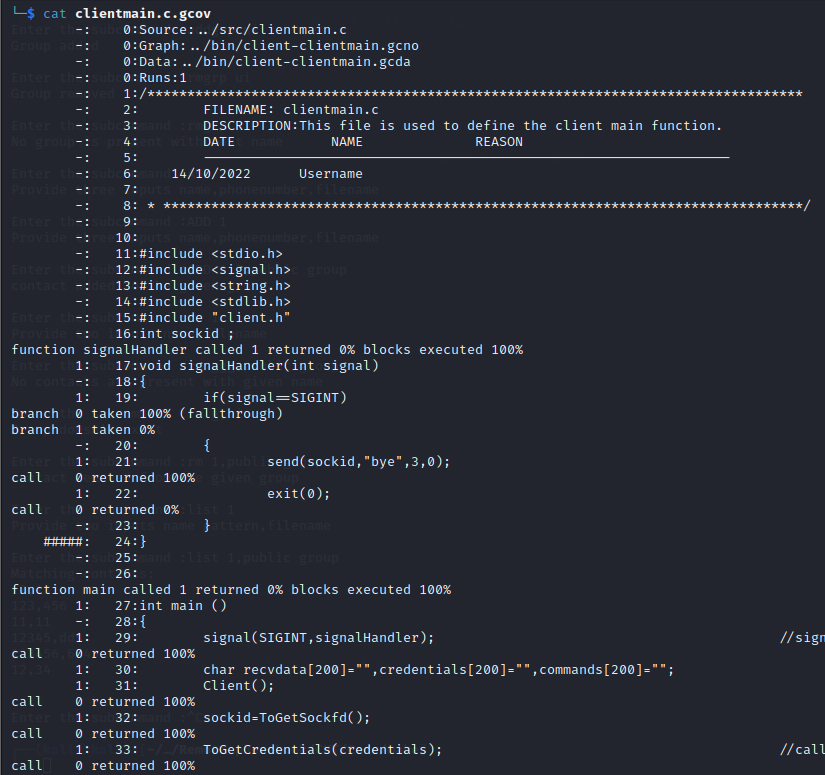 └─$ cat clientmain.c.gcov
        -:    0:Source:../src/clientmain.c
        -:    0:Graph:../bin/client-clientmain.gcno
        -:    0:Data:../bin/client-clientmain.gcda
        -:    0:Runs:1
        -:    1:/**********************************************************************************
        -:    2:        FILENAME: clientmain.c
        -:    3:        DESCRIPTION:This file is used to define the client main function.
        -:    4:        DATE            NAME              REASON
        -:    5:        ------------------------------------------------------------------
        -:    6:    14/10/2022      Username
        -:    7:
        -:    8: * ********************************************************************************/
        -:    9:
        -:   10:
        -:   11:#include <stdio.h>
        -:   12:#include <signal.h>
        -:   13:#include <string.h>
        -:   14:#include <stdlib.h>
        -:   15:#include "client.h"
        -:   16:int sockid ;
function signalHandler called 1 returned 0% blocks executed 100%
        1:   17:void signalHandler(int signal)
        -:   18:{
        1:   19:        if(signal==SIGINT)
branch  0 taken 100% (fallthrough)
branch  1 taken 0%
        -:   20:        {
        1:   21:                send(sockid,"bye",3,0);
call    0 returned 100%
        1:   22:                exit(0);
call    0 returned 0%
        -:   23:        }
    #####:   24:}
        -:   25:
        -:   26:
function main called 1 returned 0% blocks executed 100%
        1:   27:int main ()
        -:   28:{
        1:   29:        signal(SIGINT,signalHandler);                                           //sign
call    0 returned 100%
        1:   30:        char recvdata[200]="",credentials[200]="",commands[200]="";
        1:   31:        Client();
call    0 returned 100%
        1:   32:        sockid=ToGetSockfd();
call    0 returned 100%
        1:   33:        ToGetCredentials(credentials);                                          //call
call    0 returned 100%